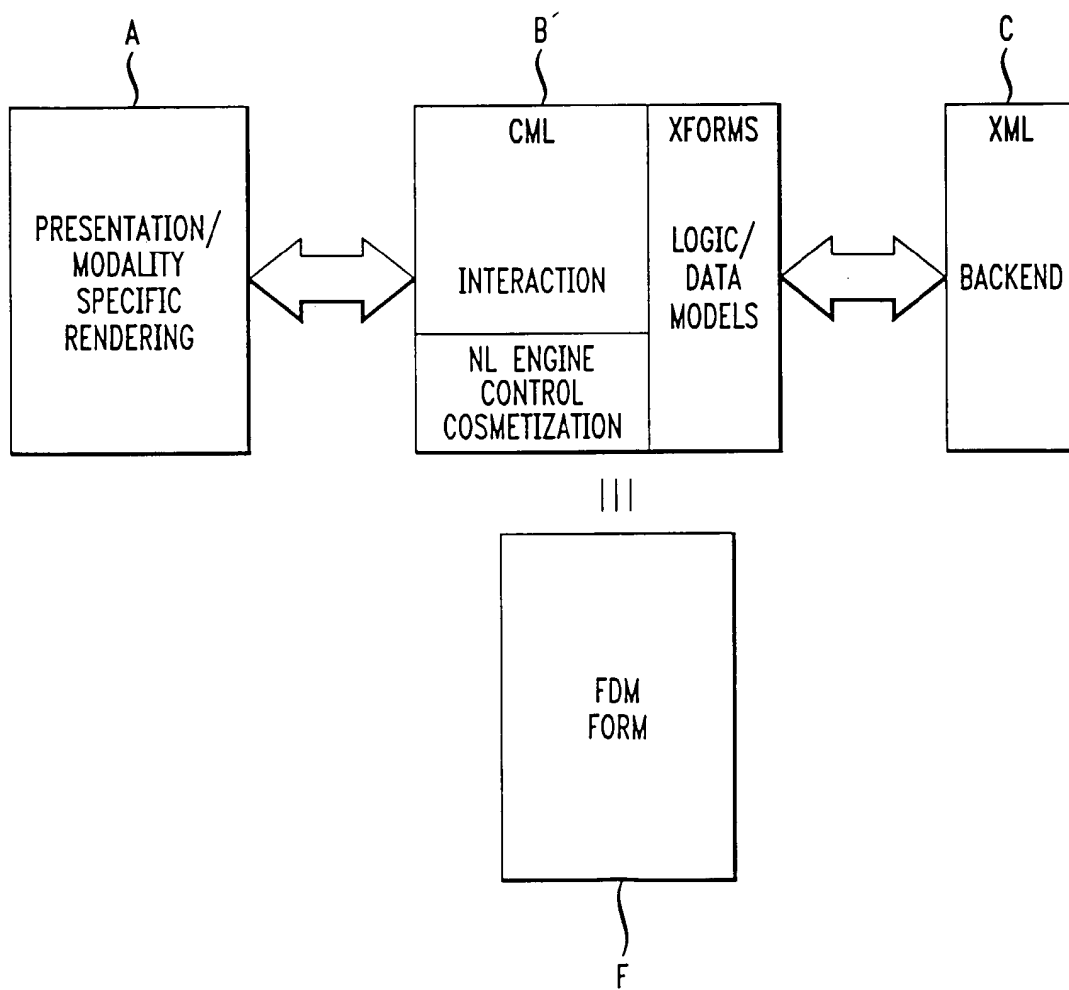 A
B´
C
PRESENTATION/
MODALITY
SPECIFIC
RENDERING
CML
INTERACTION
NL ENGINE
CONTROL
COSMETIZATION
XFORMS
LOGIC/
DATA
MODELS
XML
BACKEND
FDM
FORM
F